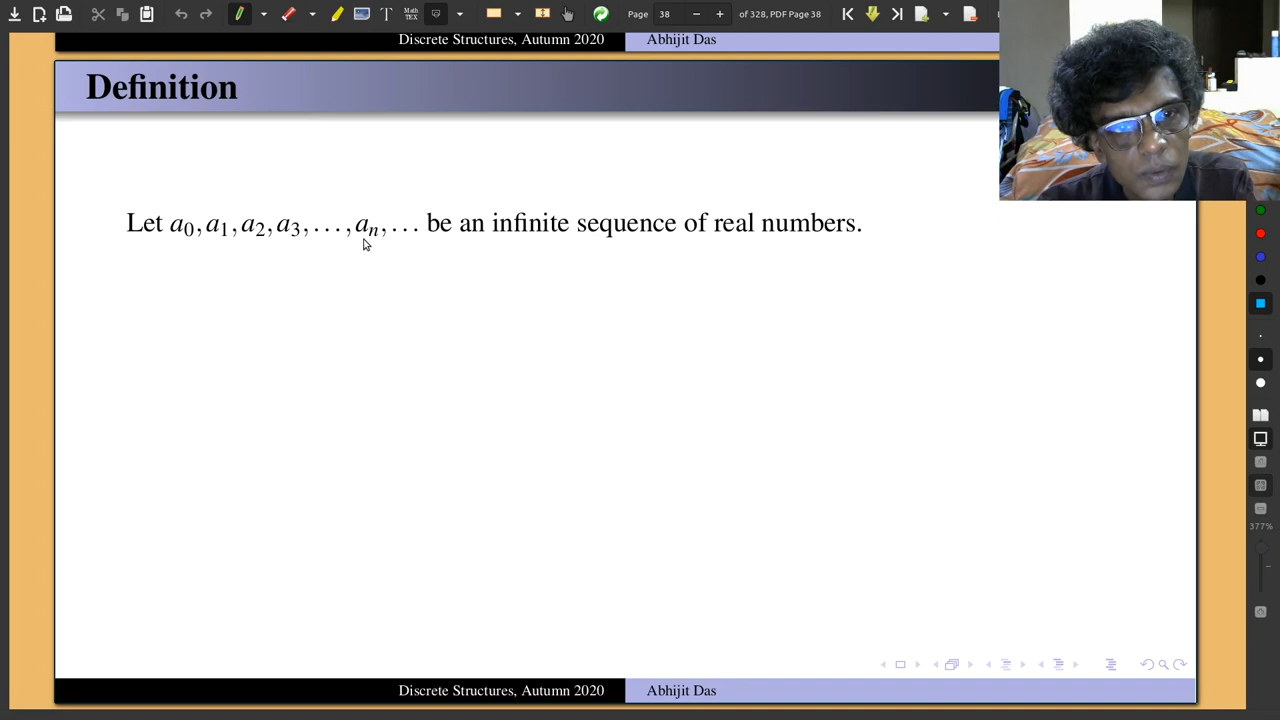 Page 38 of 328, PDF Page 38
Discrete Structures, Autumn 2020 Abhijit Das
Definition
Let a₀, a₁, a₂, a₃, …, aₙ, … be an infinite sequence of real numbers.
377%
Discrete Structures, Autumn 2020 Abhijit Das